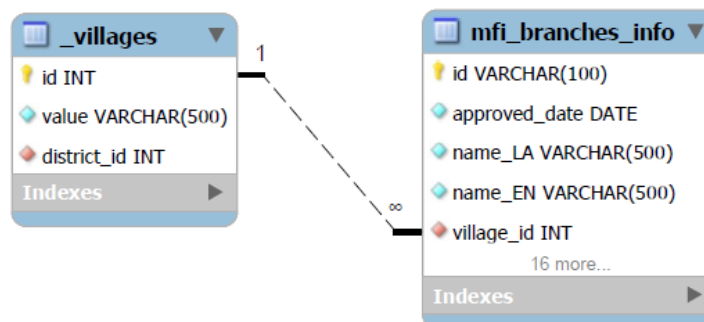 _villages
id INT
value VARCHAR(500)
district_id INT
Indexes
1
∞
mfi_branches_info
id VARCHAR(100)
approved_date DATE
name_LA VARCHAR(500)
name_EN VARCHAR(500)
village_id INT
16 more...
Indexes